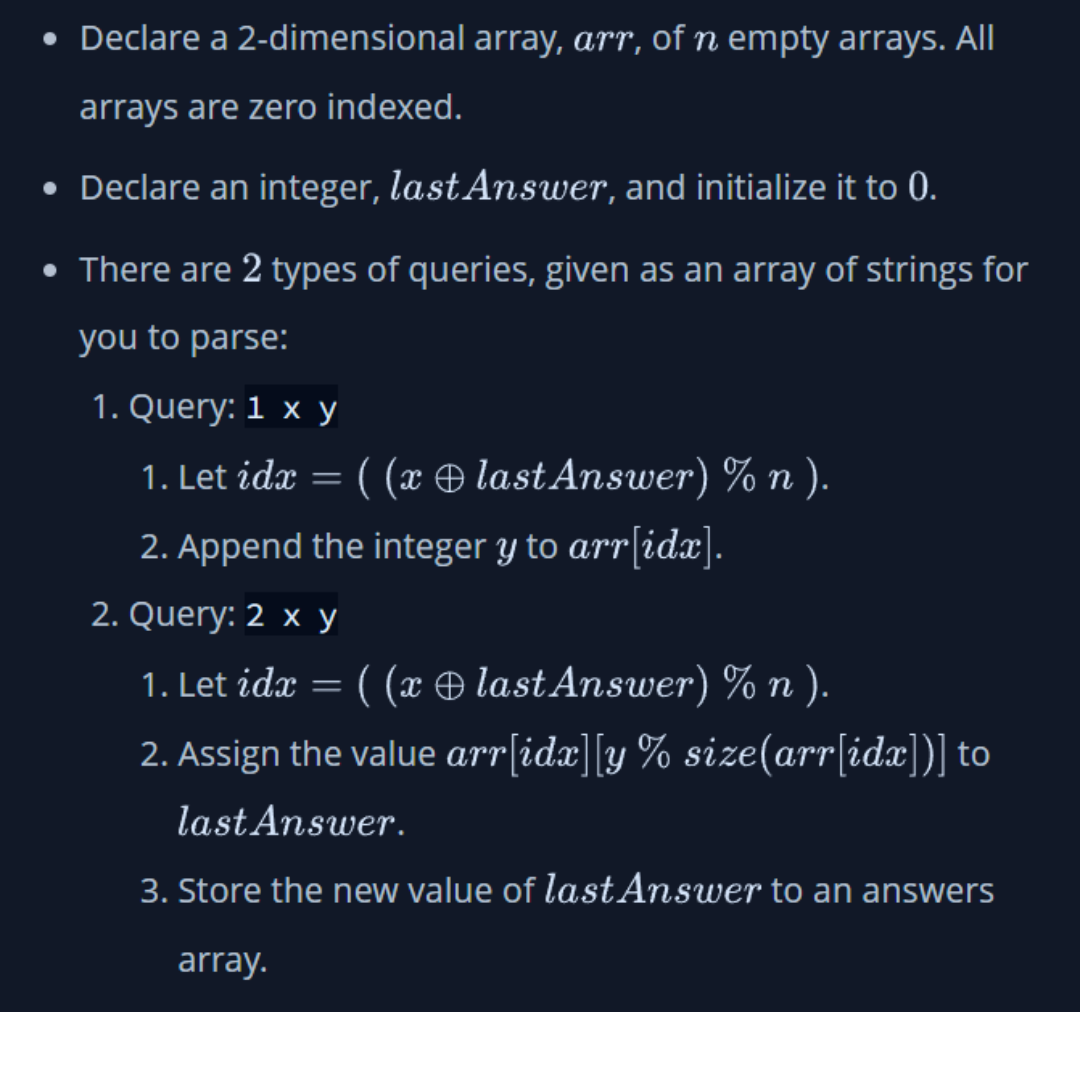 • Declare a 2-dimensional array, arr, of n empty arrays. All
arrays are zero indexed.
• Declare an integer, lastAnswer, and initialize it to 0.
• There are 2 types of queries, given as an array of strings for
you to parse:
1. Query: 1 x y
1. Let idx = ( (x ⊕ lastAnswer) % n ).
2. Append the integer y to arr[idx].
2. Query: 2 x y
1. Let idx = ( (x ⊕ lastAnswer) % n ).
2. Assign the value arr[idx][y % size(arr[idx])] to
lastAnswer.
3. Store the new value of lastAnswer to an answers
array.